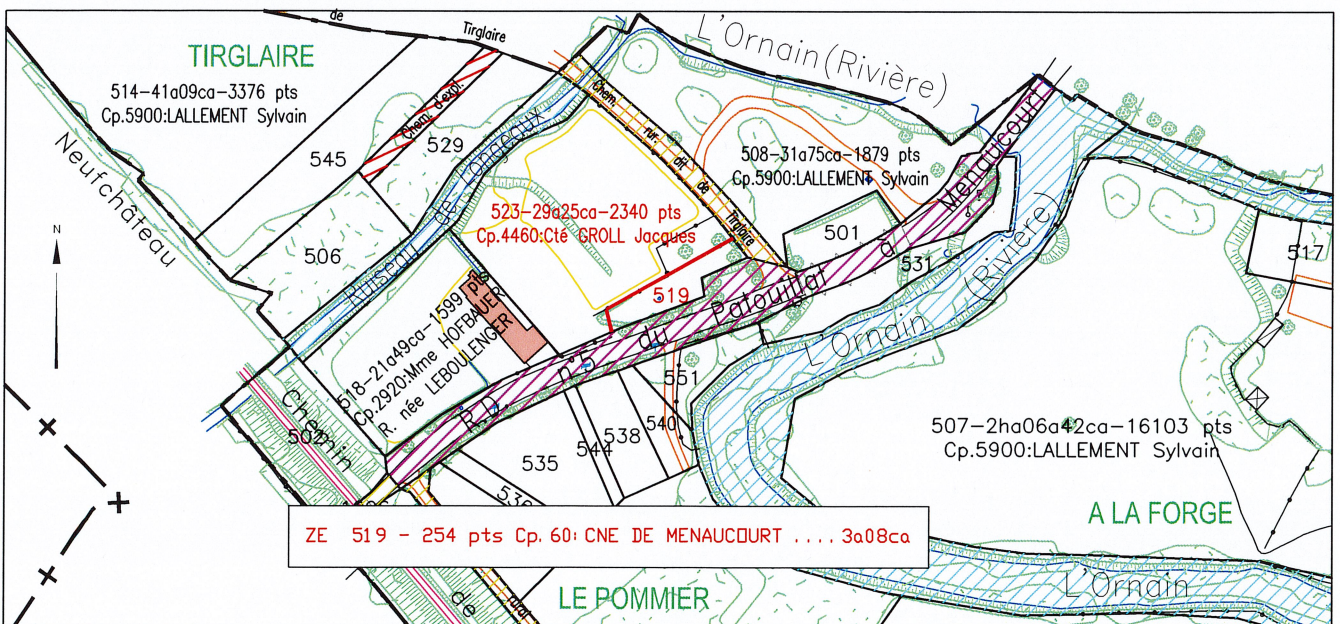 de
Tirglaire
L'Ornain (Rivière)
TIRGLAIRE
514-41a09ca-3376 pts
Cp.5900:LALLEMENT Sylvain
Neufchâteau
545
Chem. d'expl.
529
506
N
Ruisseau de Fongeaux
Chem. rur. dit de Tirglaire
508-31a75ca-1879 pts
Cp.5900:LALLEMENT Sylvain
523-29a25ca-2340 pts
Cp.4460:Cté GROLL Jacques
501
531
519
517
R.D. n°5 du Patouillat à Menaucourt
L'Ornain (Rivière)
518-21a49ca-1599 pts
Cp.2920:Mme HOFBAUER
R. née LEBOULENGER
Chemin de
502
551
540
538
544
535
507-2ha06a42ca-16103 pts
Cp.5900:LALLEMENT Sylvain
A LA FORGE
ZE 519 - 254 pts Cp. 60: CNE DE MENAUCOURT .... 3a08ca
L'Ornain
LE POMMIER
rural